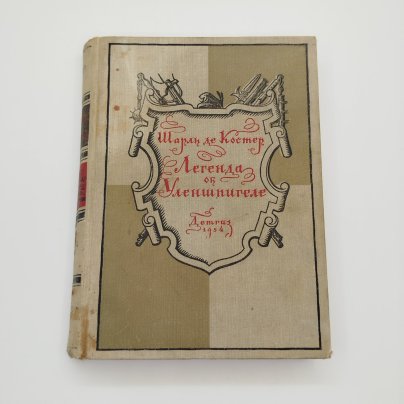 Шарль де Костер
Легенда
об
Уленшпигеле
Детгиз
1954